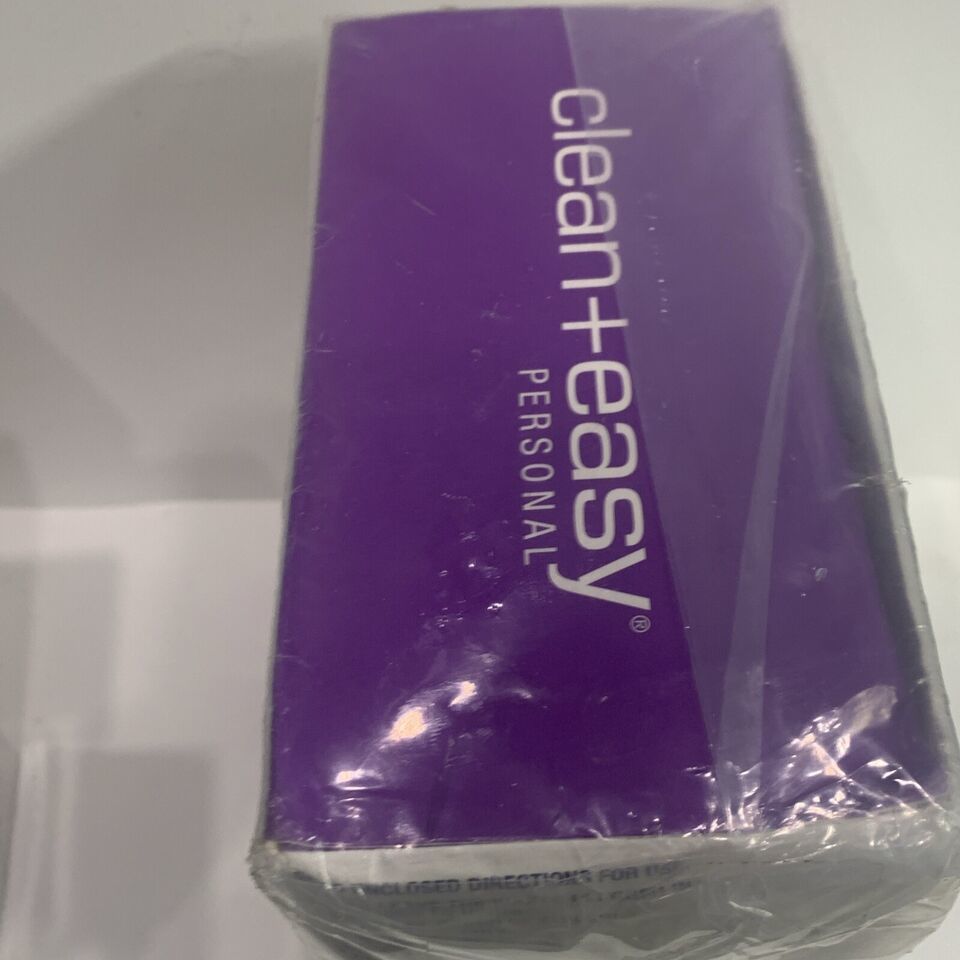 clean+easy®
PERSONAL
ENCLOSED DIRECTIONS FOR